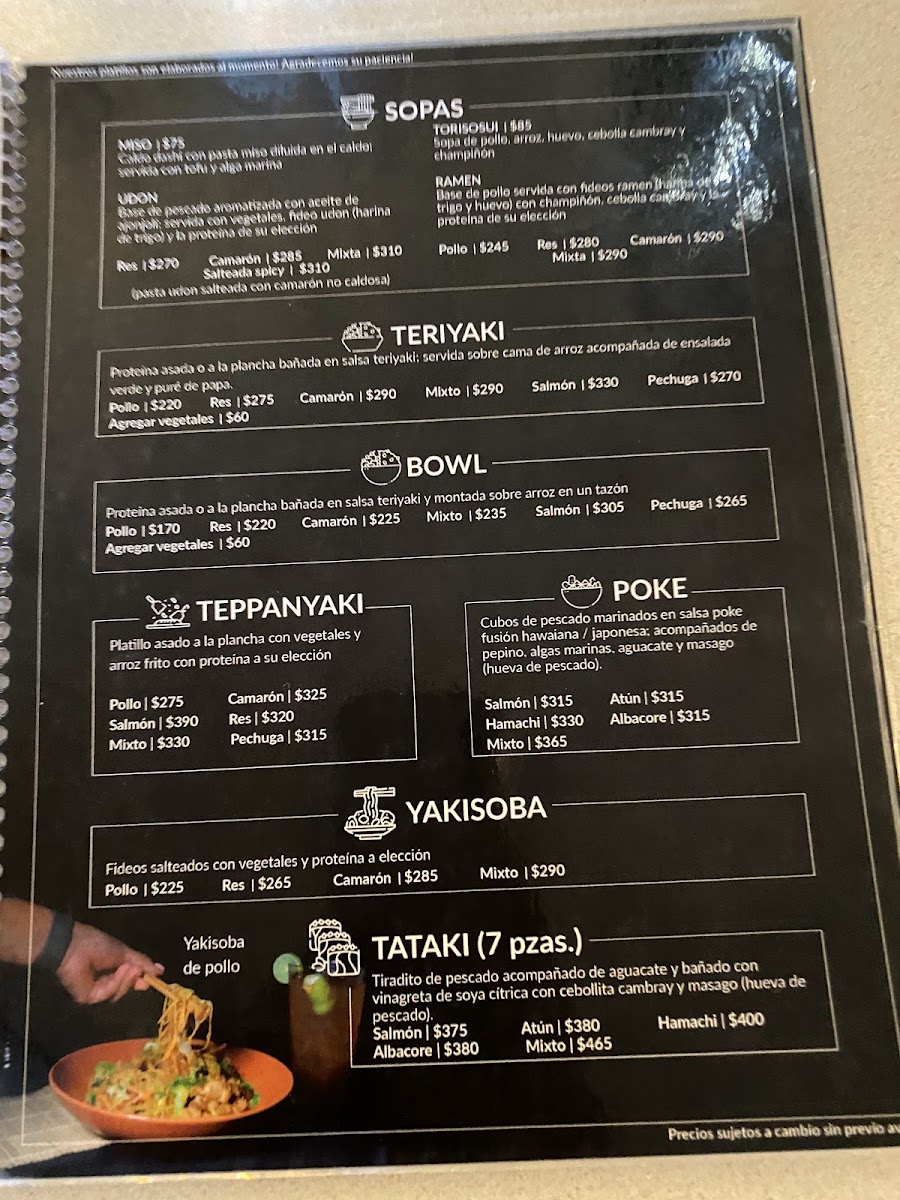 Nuestros platillos son elaborados al momento! Agradecemos su paciencia!
SOPAS
MISO | $75
Caldo dashi con pasta miso diluida en el caldo;
servida con tofu y alga marina
UDON
Base de pescado aromatizada con aceite de
ajonjolí; servida con vegetales, fideo udon (harina
de trigo) y la proteína de su elección
Res | $270 Camarón | $285 Mixta | $310
Salteada spicy | $310
(pasta udon salteada con camarón no caldosa)
TORISOSUI | $85
Sopa de pollo, arroz, huevo, cebolla cambray y
champiñón
RAMEN
Base de pollo servida con fideos ramen (harina de
trigo y huevo) con champiñón, cebolla cambray y la
proteína de su elección
Pollo | $245 Res | $280 Camarón | $290
Mixta | $290
TERIYAKI
Proteína asada o a la plancha bañada en salsa teriyaki; servida sobre cama de arroz acompañada de ensalada
verde y puré de papa.
Pollo | $220 Res | $275 Camarón | $290 Mixto | $290 Salmón | $330 Pechuga | $270
Agregar vegetales | $60
BOWL
Proteína asada o a la plancha bañada en salsa teriyaki y montada sobre arroz en un tazón
Pollo | $170 Res | $220 Camarón | $225 Mixto | $235 Salmón | $305 Pechuga | $265
Agregar vegetales | $60
TEPPANYAKI
Platillo asado a la plancha con vegetales y
arroz frito con proteína a su elección
Pollo | $275 Camarón | $325
Salmón | $390 Res | $320
Mixto | $330 Pechuga | $315
POKE
Cubos de pescado marinados en salsa poke
fusión hawaiana / japonesa; acompañados de
pepino, algas marinas, aguacate y masago
(hueva de pescado).
Salmón | $315 Atún | $315
Hamachi | $330 Albacore | $315
Mixto | $365
YAKISOBA
Fideos salteados con vegetales y proteína a elección
Pollo | $225 Res | $265 Camarón | $285 Mixto | $290
Yakisoba
de pollo
TATAKI (7 pzas.)
Tiradito de pescado acompañado de aguacate y bañado con
vinagreta de soya cítrica con cebollita cambray y masago (hueva de
pescado).
Salmón | $375 Atún | $380 Hamachi | $400
Albacore | $380 Mixto | $465
Precios sujetos a cambio sin previo av